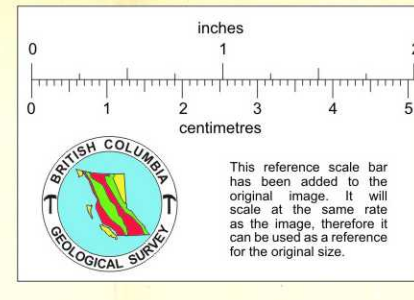 inches
0 1 2
0 1 2 3 4 5
centimetres
BRITISH COLUMBIA
GEOLOGICAL SURVEY
This reference scale bar
has been added to the
original image. It will
scale at the same rate
as the image, therefore it
can be used as a reference
for the original size.